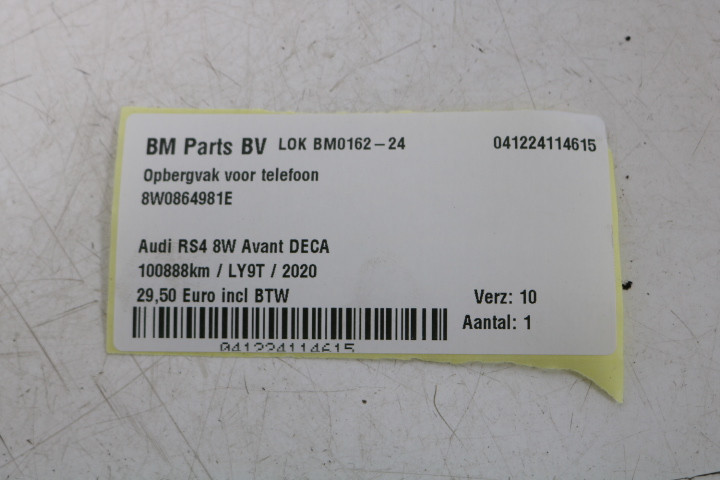 BM Parts BV LOK BM0162-24 041224114615
Opbergvak voor telefoon
8W0864981E
Audi RS4 8W Avant DECA
100888km / LY9T / 2020
29,50 Euro incl BTW Verz: 10
Aantal: 1
041224114615